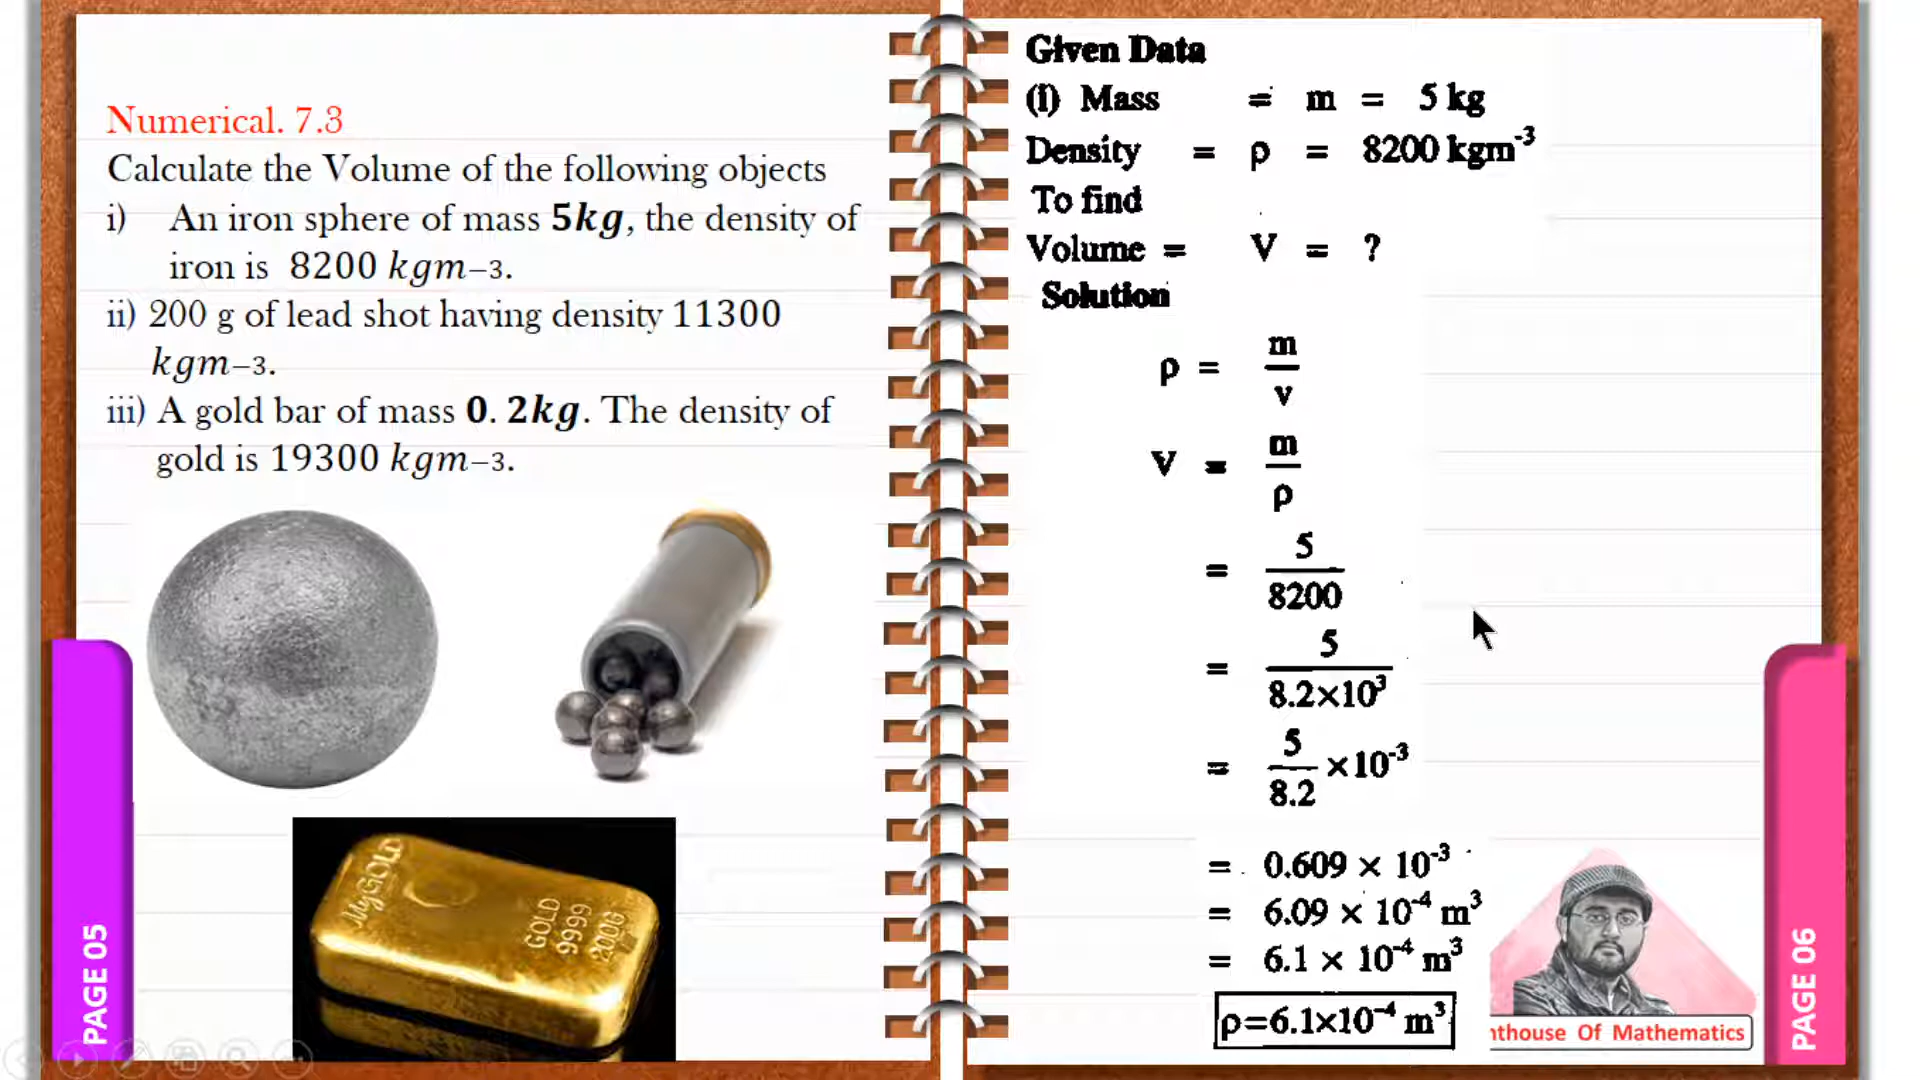 Numerical. 7.3
Calculate the Volume of the following objects
i) An iron sphere of mass 5kg, the density of
iron is 8200 kgm−3.
ii) 200 g of lead shot having density 11300
kgm−3.
iii) A gold bar of mass 0.2kg. The density of
gold is 19300 kgm−3.
MyGOLD
GOLD
9999
200G
PAGE 05
Given Data
(i) Mass = m = 5 kg
Density = ρ = 8200 kgm⁻³
To find
Volume = V = ?
Solution
ρ = m/v
V = m/ρ
= 5/8200
= 5/8.2×10³
= 5/8.2 ×10⁻³
= 0.609 × 10⁻³
= 6.09 × 10⁻⁴ m³
= 6.1 × 10⁻⁴ m³
ρ=6.1×10⁻⁴ m³
nthouse Of Mathematics
PAGE 06